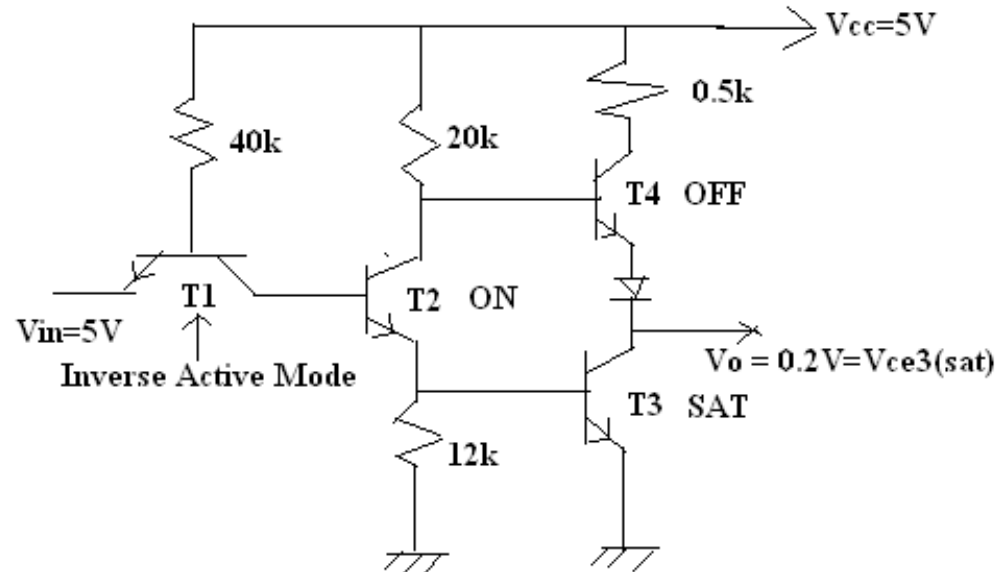 Vcc=5V
0.5k
40k
20k
T4 OFF
T1
T2 ON
Vin=5V
Vo = 0.2V=Vce3(sat)
Inverse Active Mode
T3 SAT
12k